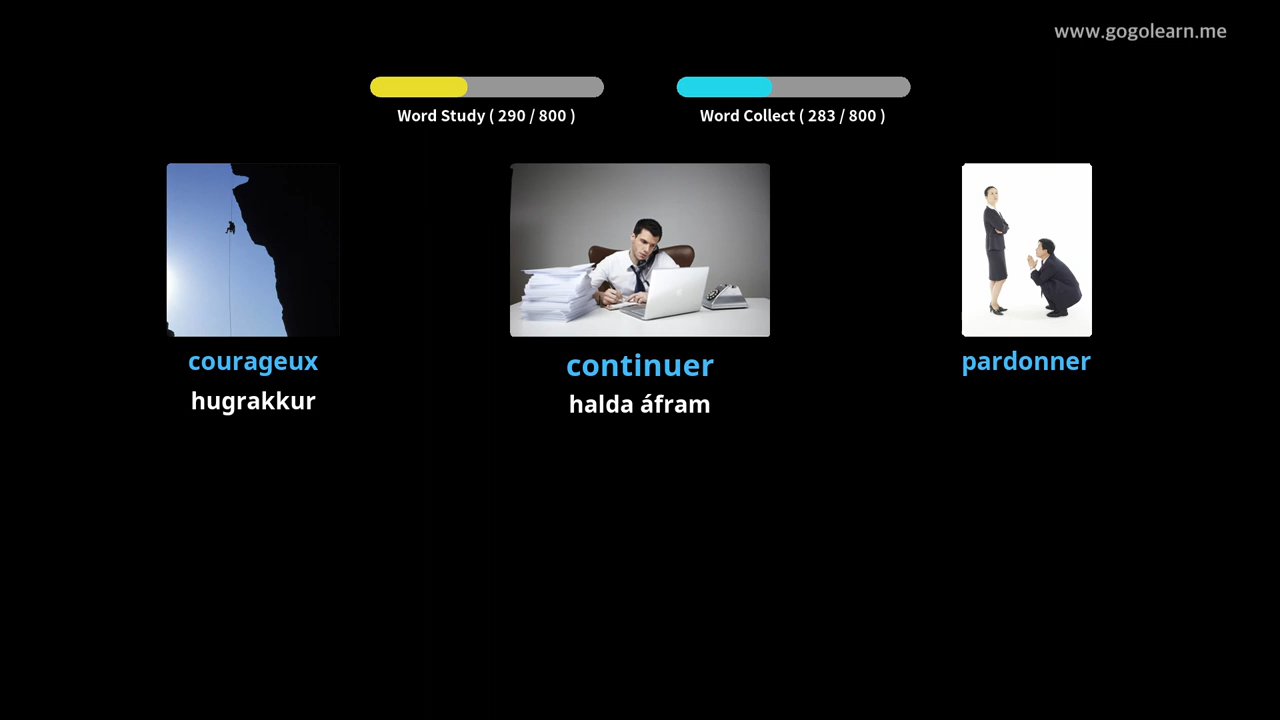 www.gogolearn.me
Word Study ( 290 / 800 )
Word Collect ( 283 / 800 )
courageux
hugrakkur
continuer
halda áfram
pardonner